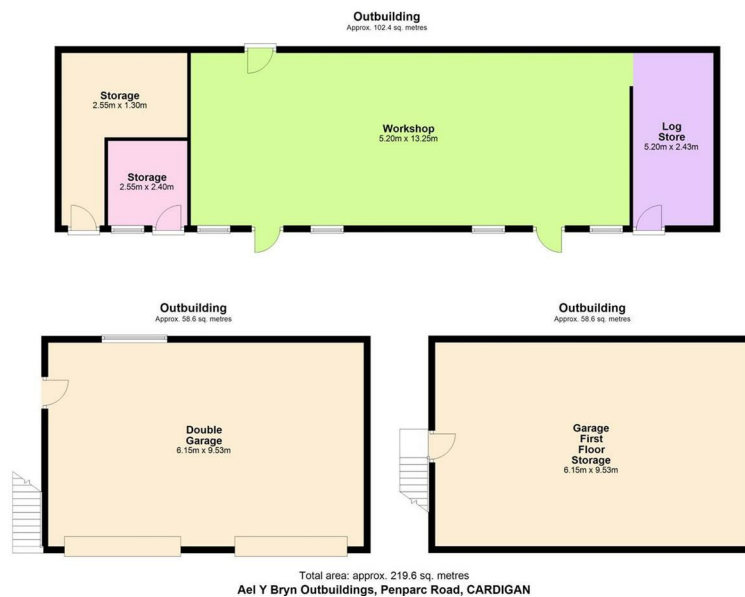 Outbuilding
Approx. 102.4 sq. metres
Storage
2.55m x 1.30m
Workshop
5.20m x 13.25m
Log
Store
5.20m x 2.43m
Storage
2.55m x 2.40m
Outbuilding
Approx. 58.6 sq. metres
Double
Garage
6.15m x 9.53m
Outbuilding
Approx. 58.6 sq. metres
Garage
First
Floor
Storage
6.15m x 9.53m
Total area: approx. 219.6 sq. metres
Ael Y Bryn Outbuildings, Penparc Road, CARDIGAN